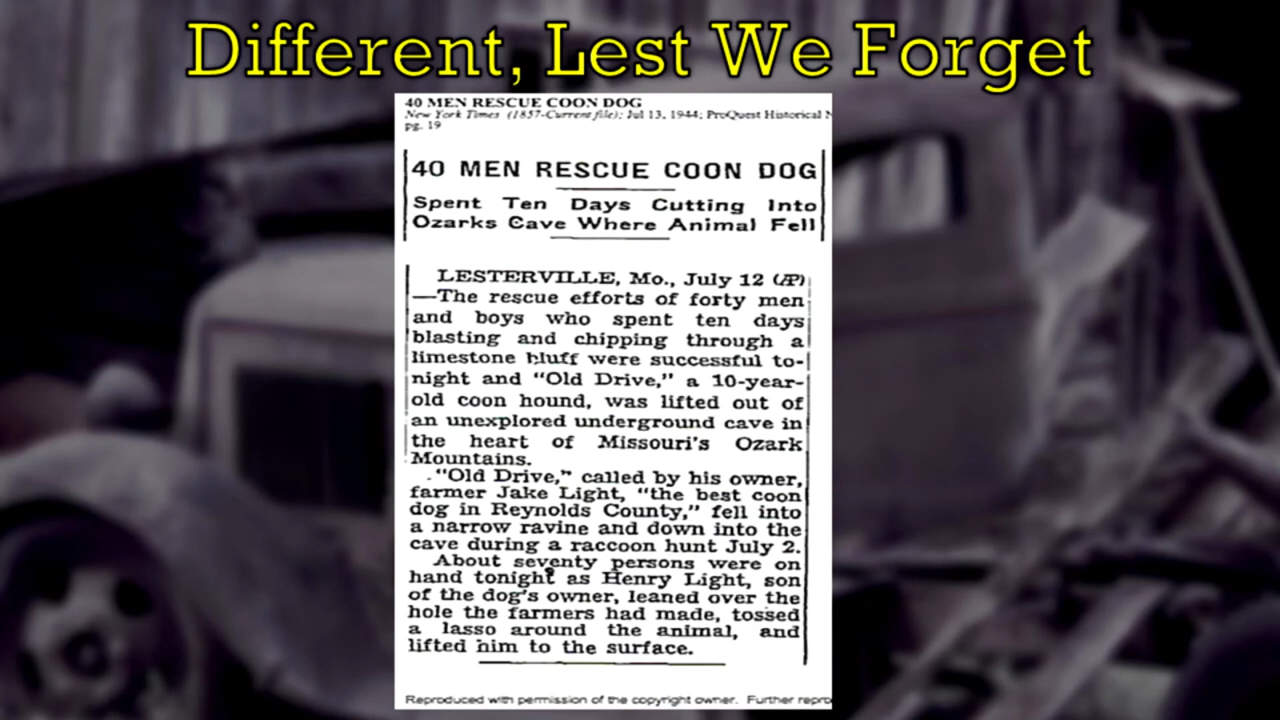 Different, Lest We Forget
40 MEN RESCUE COON DOG
New York Times (1857-Current file); Jul 13, 1944; ProQuest Historical
pg. 19
40 MEN RESCUE COON DOG
Spent Ten Days Cutting Into
Ozarks Cave Where Animal Fell
LESTERVILLE, Mo., July 12 (AP)
—The rescue efforts of forty men
and boys who spent ten days
blasting and chipping through a
limestone bluff were successful to-
night and "Old Drive," a 10-year-
old coon hound, was lifted out of
an unexplored underground cave in
the heart of Missouri's Ozark
Mountains.
"Old Drive," called by his owner,
farmer Jake Light, "the best coon
dog in Reynolds County," fell into
a narrow ravine and down into the
cave during a raccoon hunt July 2.
About seventy persons were on
hand tonight as Henry Light, son
of the dog's owner, leaned over the
hole the farmers had made, tossed
a lasso around the animal, and
lifted him to the surface.
Reproduced with permission of the copyright owner. Further